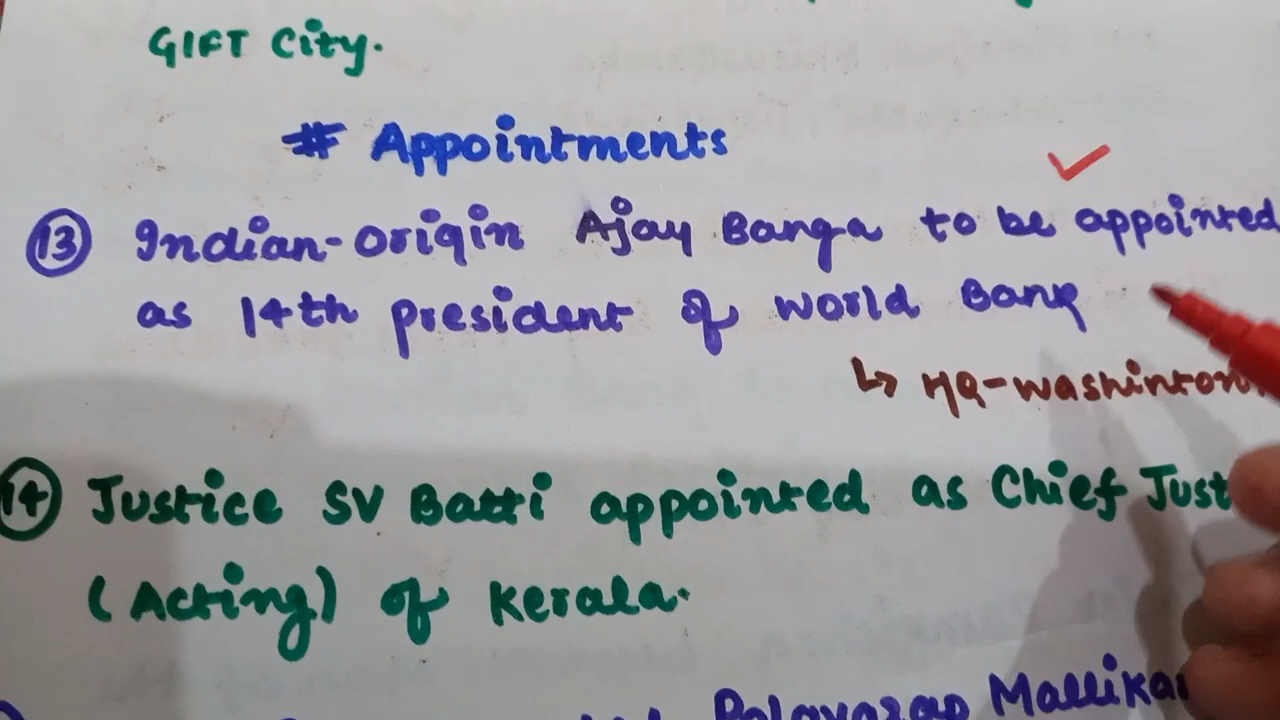 GIFT City.
# Appointments
13 Indian-origin Ajay Banga to be appointed
as 14th president of World Bank
↳ HQ-Washinton
14 Justice SV Batti appointed as Chief Just
(Acting) of Kerala.
Mallikar